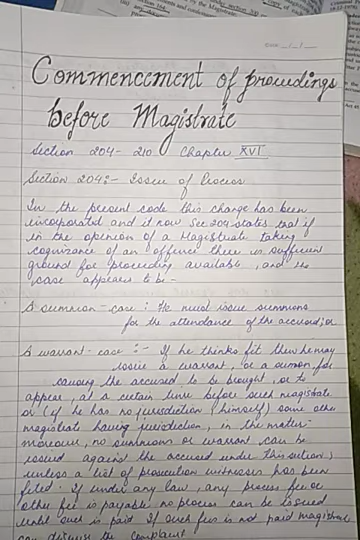 Commencement of proceedings
before Magistrate
Section 204- 210 Chapter XVI
Section 204:- Issue of Process
In the present code this change has been
incorporated and it now Sec 204 states that if
in the opinion of a Magistrate taking
cognizance of an offence there is sufficient
ground for proceeding available, and the
case appears to be -
A summon-case : He must issue summons
for the attendance of the accused; or
A warrant-case :- If he thinks fit then he may
issue a warrant, or a summon, for
causing the accused to be brought, or to
appear, at a certain time before such magistrate
or (if he has no jurisdiction himself) some other
magistrate having jurisdiction, in the matter
moreover, no summons or warrant can be
issued against the accused under this section,
unless a list of prosecution witnesses has been
filed. If under any law, any process fee or
other fee is payable no process can be issued
until such is paid If such fee is not paid magistrate
can dismiss the complaint